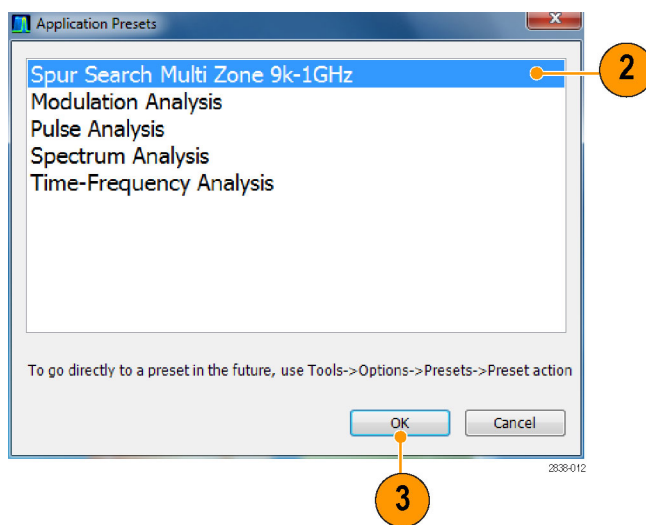 Application Presets
Spur Search Multi Zone 9k-1GHz
2
Modulation Analysis
Pulse Analysis
Spectrum Analysis
Time-Frequency Analysis
To go directly to a preset in the future, use Tools->Options->Presets->Preset action
OK
Cancel
2838-012
3